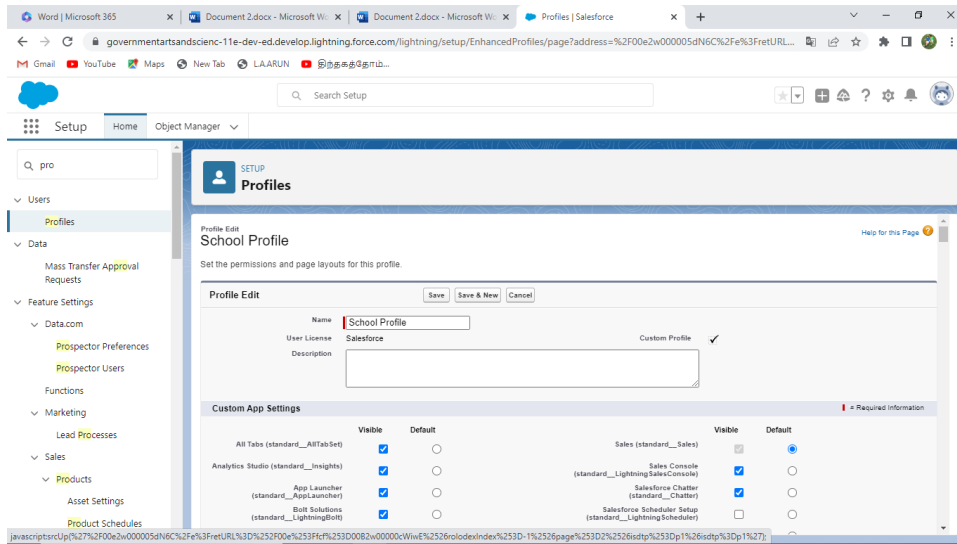 Word | Microsoft 365
Document 2.docx - Microsoft Wo
Document 2.docx - Microsoft Wo
Profiles | Salesforce
governmentartsandscienc-11e-dev-ed.develop.lightning.force.com/lightning/setup/EnhancedProfiles/page?address=%2F00e2w000005dN6C%2Fe%3FretURL...
Gmail YouTube Maps New Tab L.A.ARUN
Search Setup
Setup Home Object Manager
pro
Users
Profiles
Data
Mass Transfer Approval
Requests
Feature Settings
Data.com
Prospector Preferences
Prospector Users
Functions
Marketing
Lead Processes
Sales
Products
Asset Settings
Product Schedules
SETUP
Profiles
Profile Edit
School Profile
Help for this Page
Set the permissions and page layouts for this profile.
Profile Edit Save Save & New Cancel
Name School Profile
User License Salesforce Custom Profile
Description
Custom App Settings = Required Information
Visible Default Visible Default
All Tabs (standard__AllTabSet) Sales (standard__Sales)
Analytics Studio (standard__Insights) Sales Console
(standard__LightningSalesConsole)
App Launcher Salesforce Chatter
(standard__AppLauncher) (standard__Chatter)
Bolt Solutions Salesforce Scheduler Setup
(standard__LightningBolt) (standard__LightningScheduler)
javascript:srcUp(%27%2F00e2w000005dN6C%2Fe%3FretURL%3D%252F00e%253Ffcf%253D00B2w00000cWiwE%2526rolodexIndex%253D-1%2526page%253D2%2526isdtp%253Dp1%26isdtp%3Dp1%27);